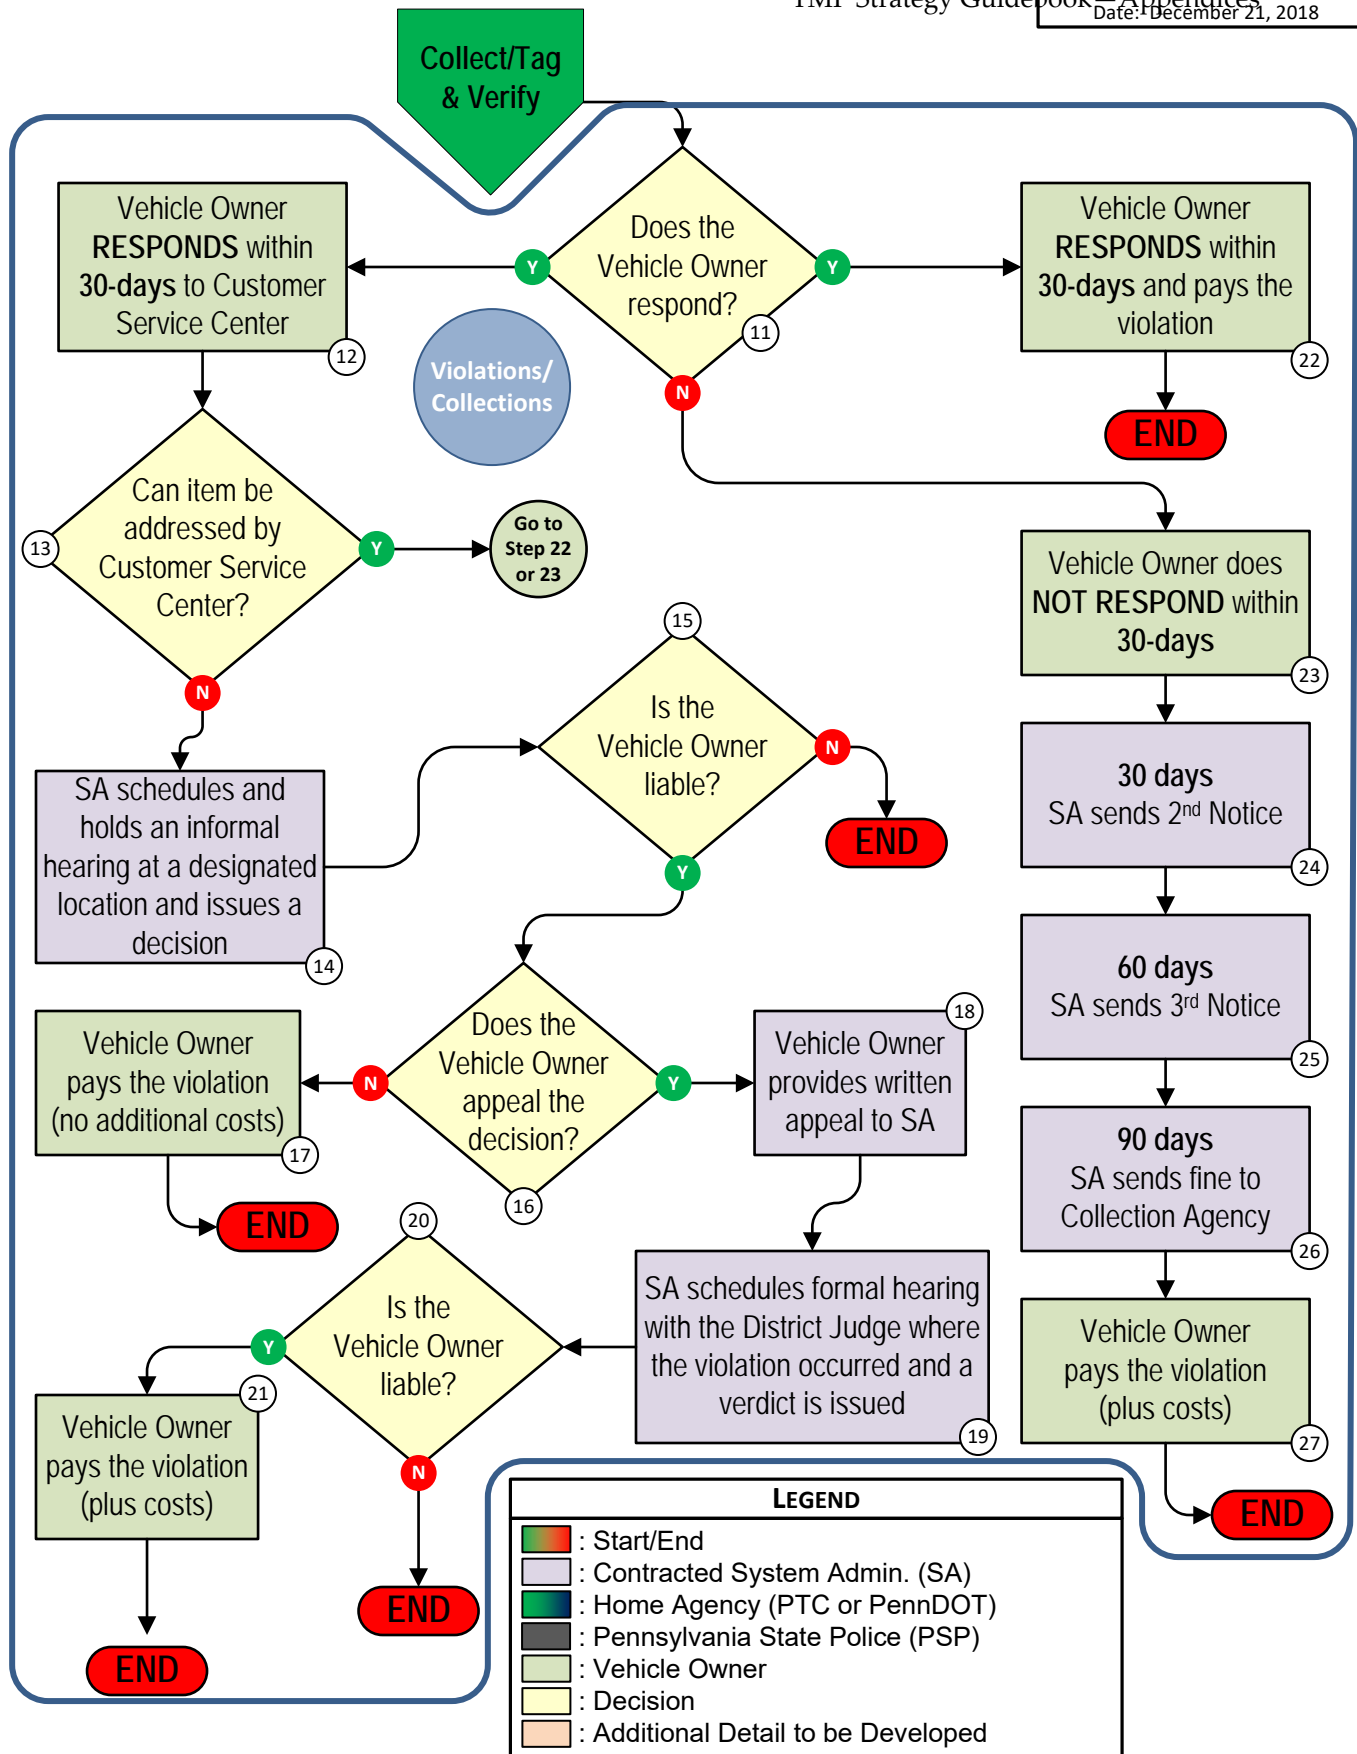 TMP Strategy Guidebook – Appendices
Date: December 21, 2018
Collect/Tag
& Verify
Vehicle Owner
RESPONDS within
30-days to Customer
Service Center
12
Does the
Vehicle Owner
respond?
11
Y
Y
N
Vehicle Owner
RESPONDS within
30-days and pays the
violation
22
END
Violations/
Collections
Can item be
addressed by
Customer Service
Center?
13
Y
N
Go to
Step 22
or 23
Vehicle Owner does
NOT RESPOND within
30-days
23
15
Is the
Vehicle Owner
liable?
N
Y
END
SA schedules and
holds an informal
hearing at a designated
location and issues a
decision
14
30 days
SA sends 2nd Notice
24
60 days
SA sends 3rd Notice
25
Does the
Vehicle Owner
appeal the
decision?
16
N
Y
Vehicle Owner
pays the violation
(no additional costs)
17
END
18
Vehicle Owner
provides written
appeal to SA
90 days
SA sends fine to
Collection Agency
26
SA schedules formal hearing
with the District Judge where
the violation occurred and a
verdict is issued
19
20
Is the
Vehicle Owner
liable?
Y
N
21
Vehicle Owner
pays the violation
(plus costs)
END
END
Vehicle Owner
pays the violation
(plus costs)
27
END
LEGEND
: Start/End
: Contracted System Admin. (SA)
: Home Agency (PTC or PennDOT)
: Pennsylvania State Police (PSP)
: Vehicle Owner
: Decision
: Additional Detail to be Developed